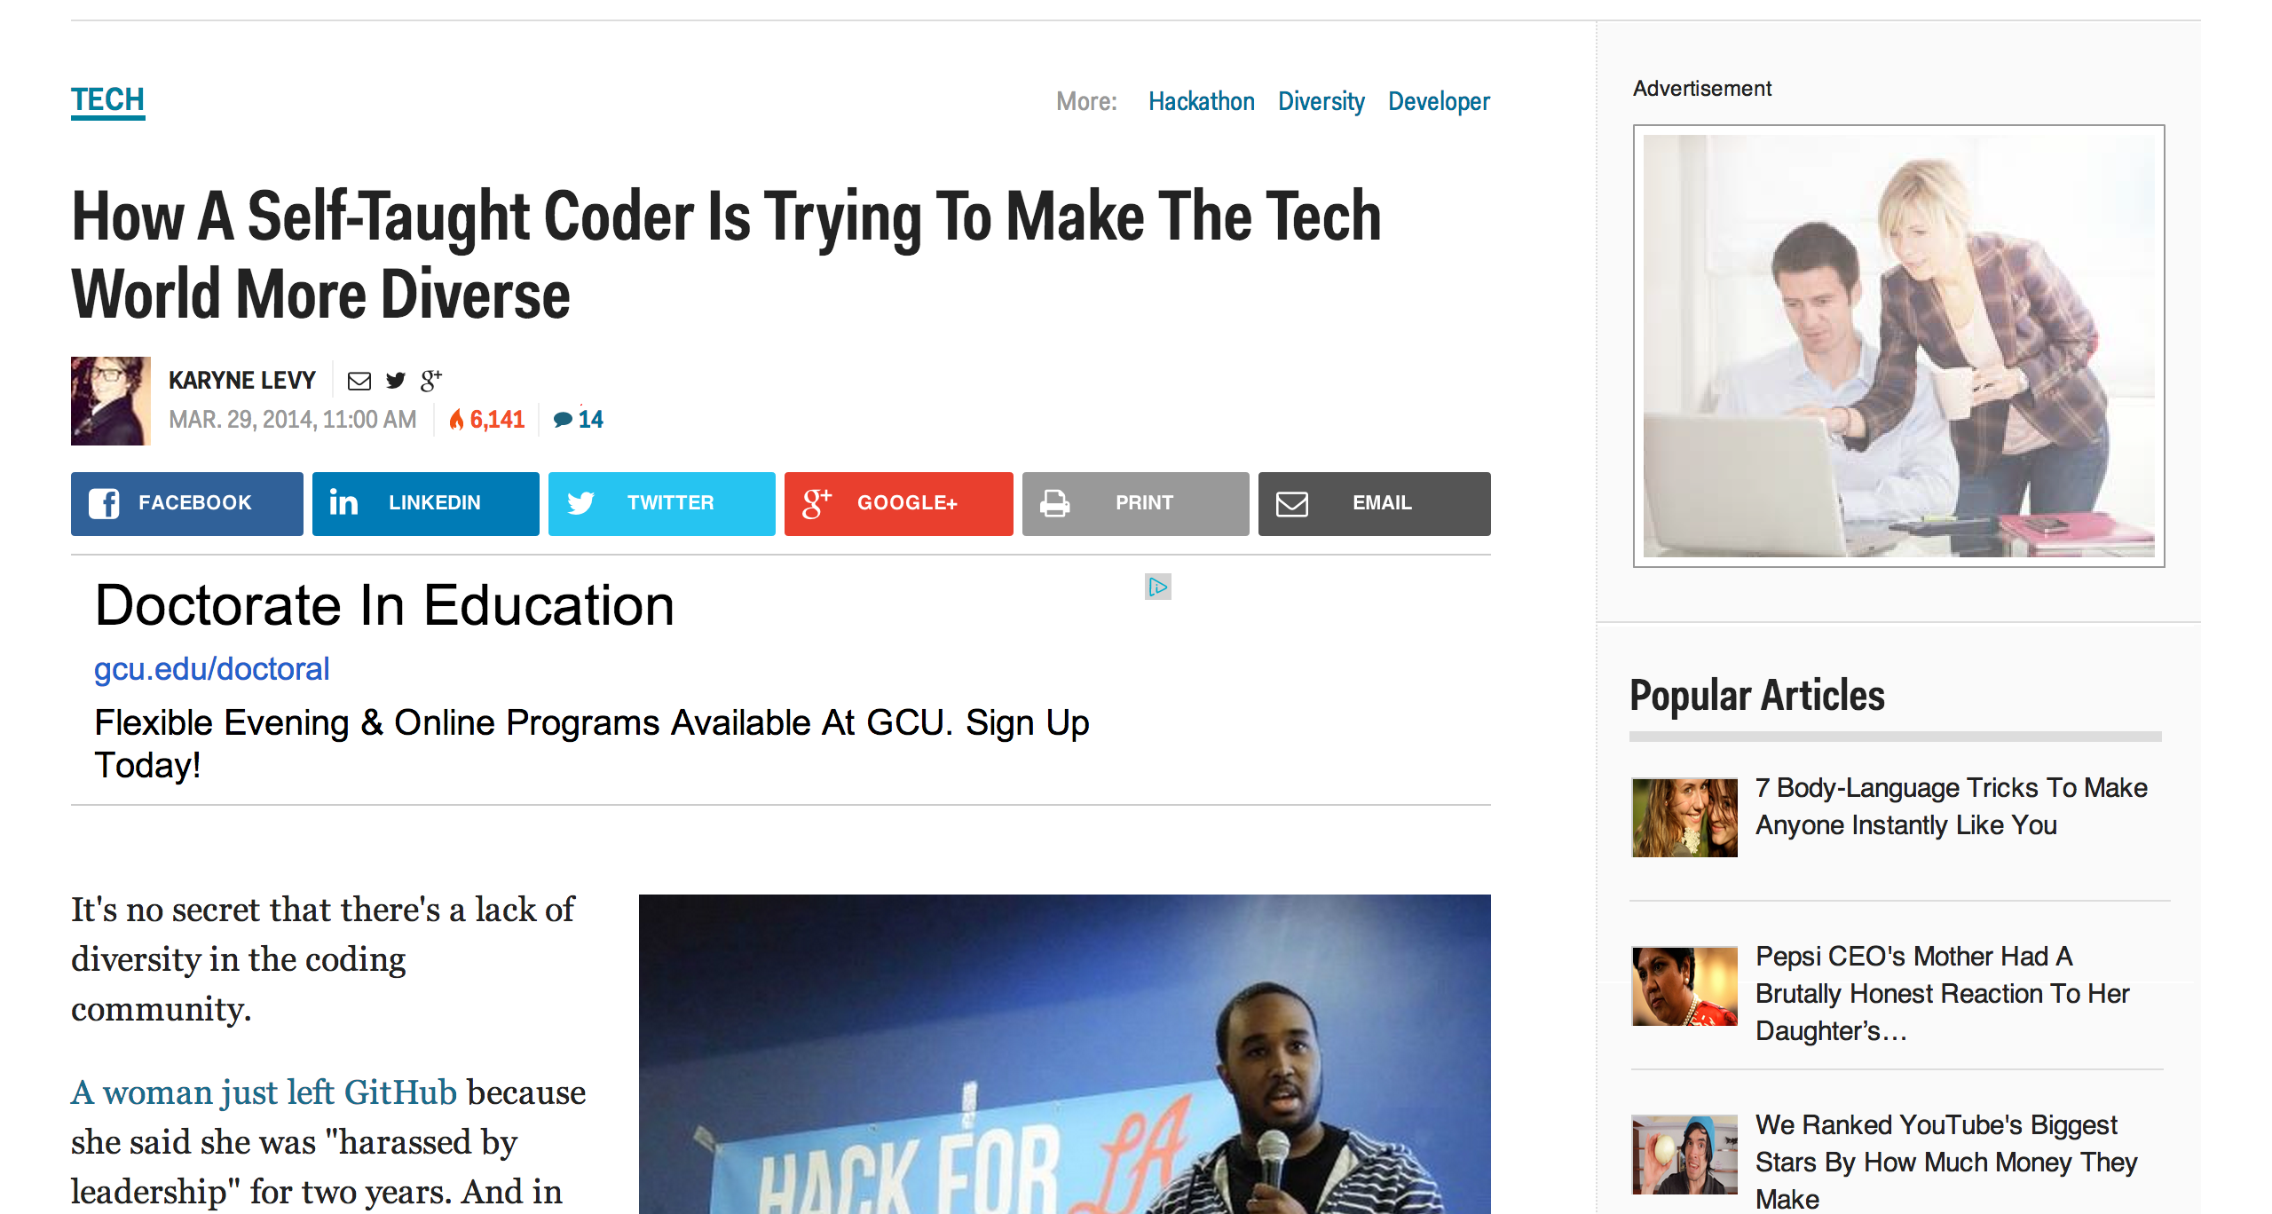 TECH
More: Hackathon Diversity Developer
How A Self-Taught Coder Is Trying To Make The Tech
World More Diverse
KARYNE LEVY
MAR. 29, 2014, 11:00 AM 6,141 14
FACEBOOK LINKEDIN TWITTER GOOGLE+ PRINT EMAIL
Doctorate In Education
gcu.edu/doctoral
Flexible Evening & Online Programs Available At GCU. Sign Up
Today!
It's no secret that there's a lack of
diversity in the coding
community.
A woman just left GitHub because
she said she was "harassed by
leadership" for two years. And in
HACK FOR LA
Advertisement
Popular Articles
7 Body-Language Tricks To Make
Anyone Instantly Like You
Pepsi CEO's Mother Had A
Brutally Honest Reaction To Her
Daughter’s…
We Ranked YouTube's Biggest
Stars By How Much Money They
Make